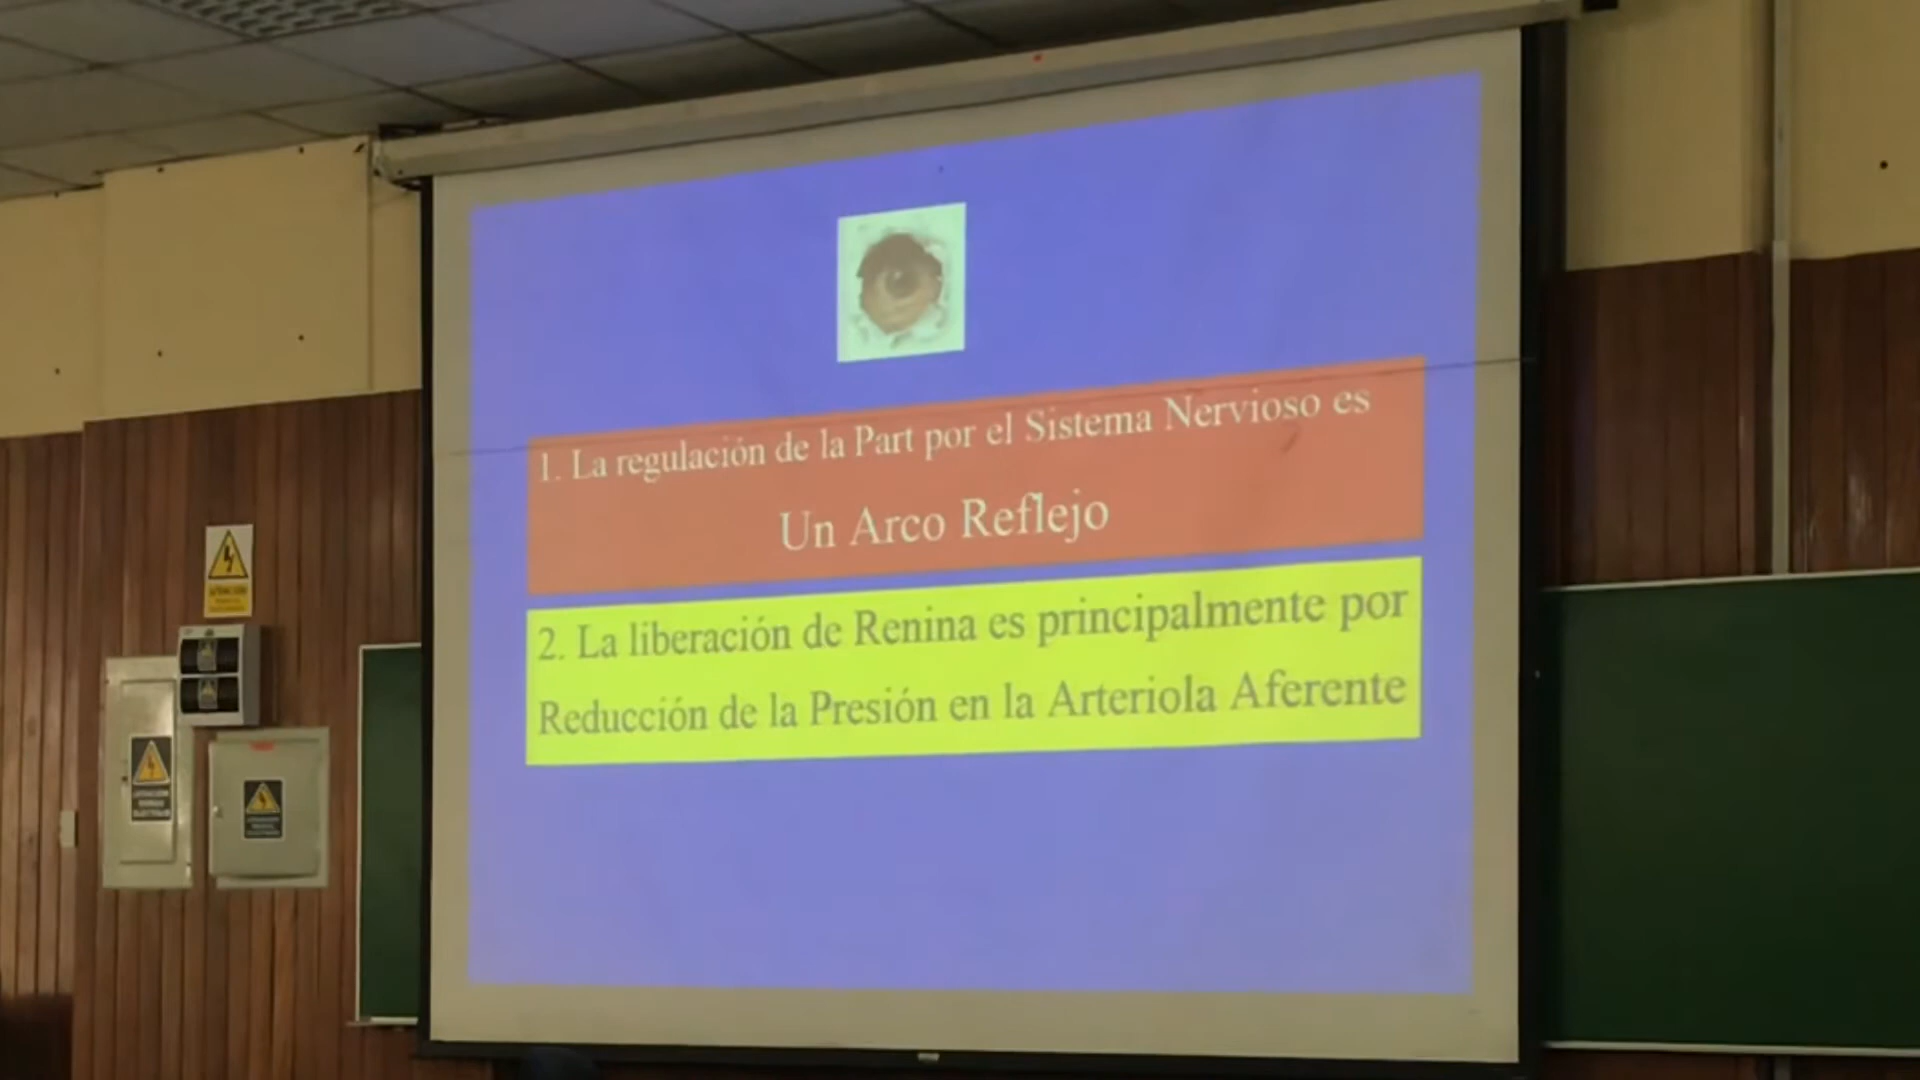 1. La regulación de la Part por el Sistema Nervioso es
Un Arco Reflejo
2. La liberación de Renina es principalmente por
Reducción de la Presión en la Arteriola Aferente